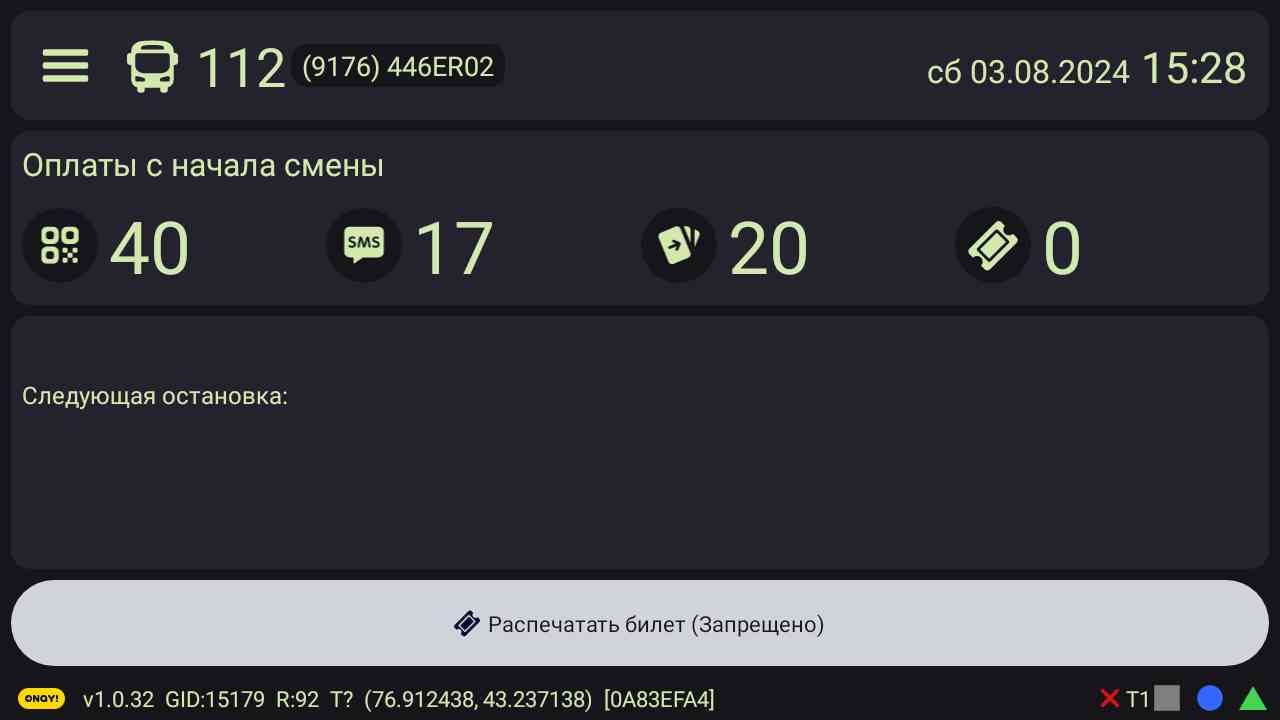 112 (9176) 446ER02 сб 03.08.2024 15:28
Оплаты с начала смены
40 SMS 17 20 0
Следующая остановка:
Распечатать билет (Запрещено)
ONAY! v1.0.32 GID:15179 R:92 T? (76.912438, 43.237138) [0A83EFA4] T1